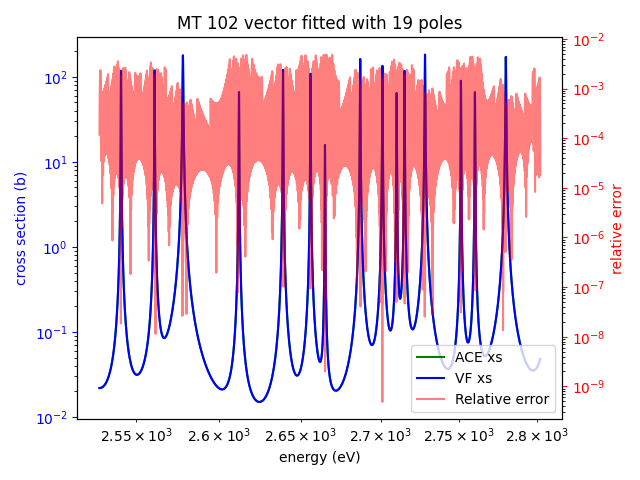 MT 102 vector fitted with 19 poles
10²
10¹
10⁰
10⁻¹
10⁻²
cross section (b)
10⁻²
10⁻³
10⁻⁴
10⁻⁵
10⁻⁶
10⁻⁷
10⁻⁸
10⁻⁹
relative error
ACE xs
VF xs
Relative error
2.55 × 10³ 2.6 × 10³ 2.65 × 10³ 2.7 × 10³ 2.75 × 10³ 2.8 × 10³
energy (eV)